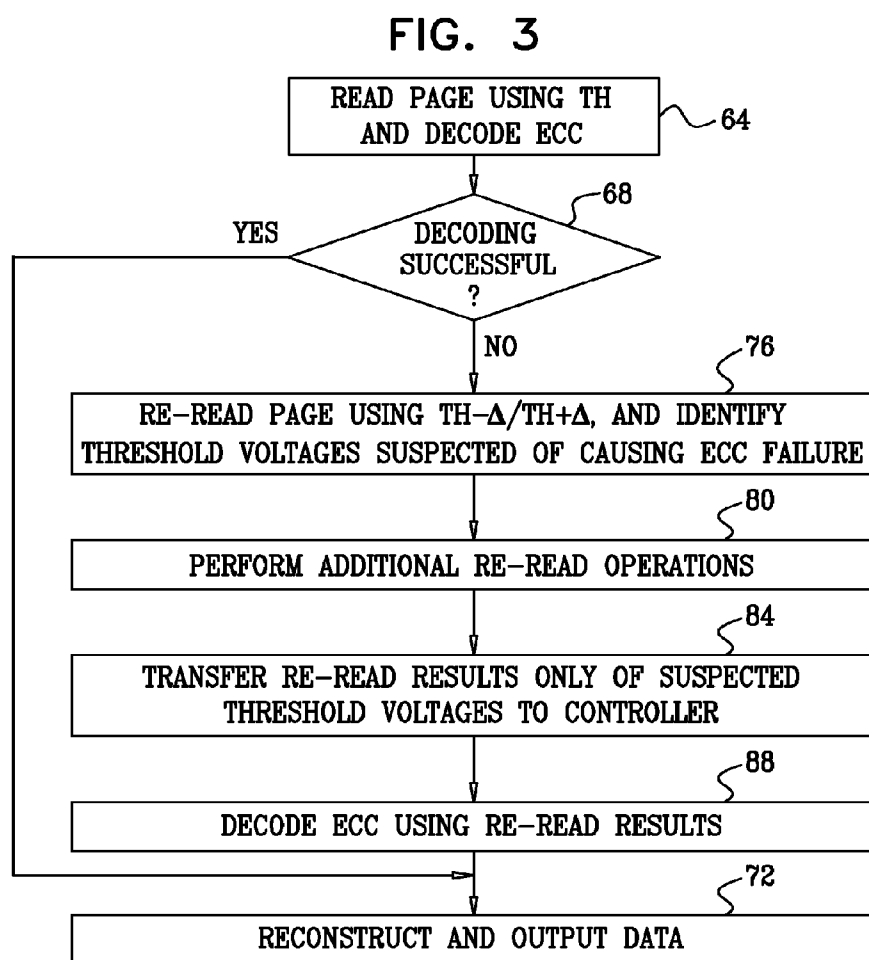 FIG. 3
READ PAGE USING TH
AND DECODE ECC
64
68
YES
DECODING
SUCCESSFUL
?
NO
76
RE-READ PAGE USING TH-Δ/TH+Δ, AND IDENTIFY
THRESHOLD VOLTAGES SUSPECTED OF CAUSING ECC FAILURE
80
PERFORM ADDITIONAL RE-READ OPERATIONS
84
TRANSFER RE-READ RESULTS ONLY OF SUSPECTED
THRESHOLD VOLTAGES TO CONTROLLER
88
DECODE ECC USING RE-READ RESULTS
72
RECONSTRUCT AND OUTPUT DATA